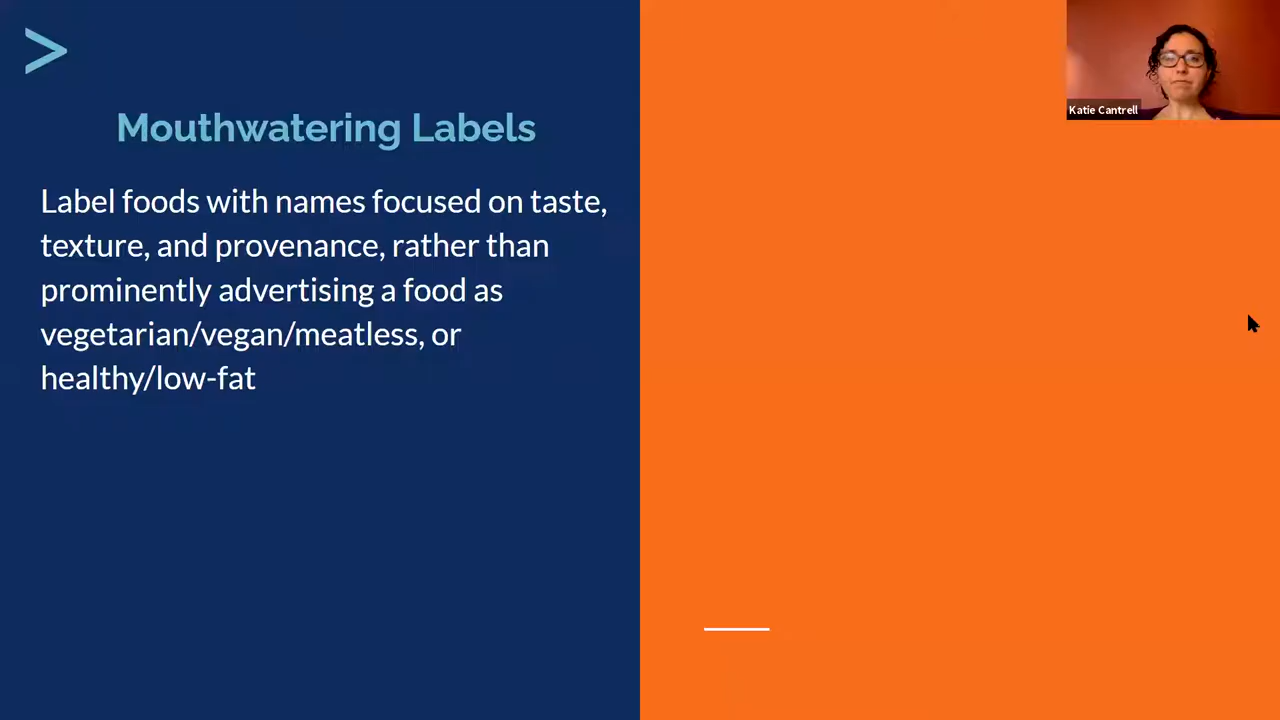 >
Mouthwatering Labels
Label foods with names focused on taste,
texture, and provenance, rather than
prominently advertising a food as
vegetarian/vegan/meatless, or
healthy/low-fat
Katie Cantrell